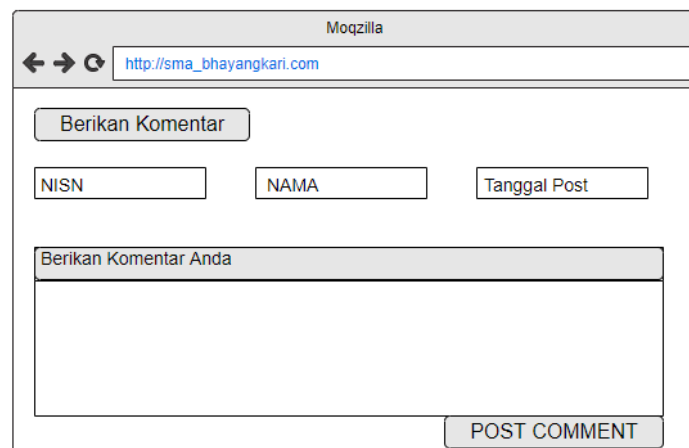 Moqzilla
http://sma_bhayangkari.com
Berikan Komentar
NISN NAMA Tanggal Post
Berikan Komentar Anda
POST COMMENT